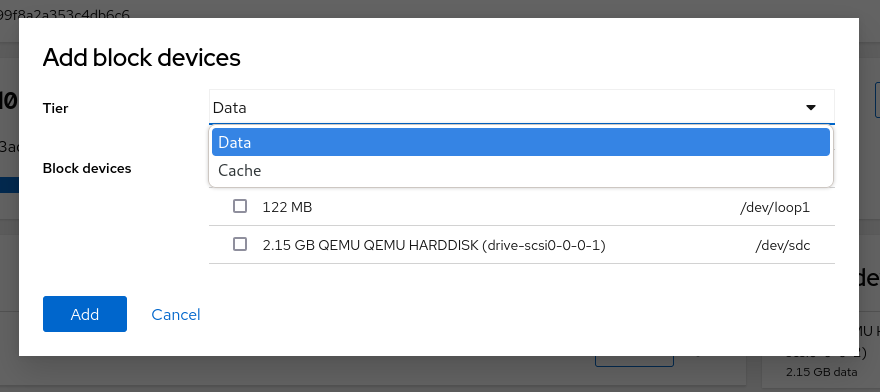 99f8a2a353c4db6c6
Add block devices
Tier
Data
Data
Cache
Block devices
122 MB /dev/loop1
2.15 GB QEMU QEMU HARDDISK (drive-scsi0-0-0-1) /dev/sdc
Add Cancel
2.15 GB data